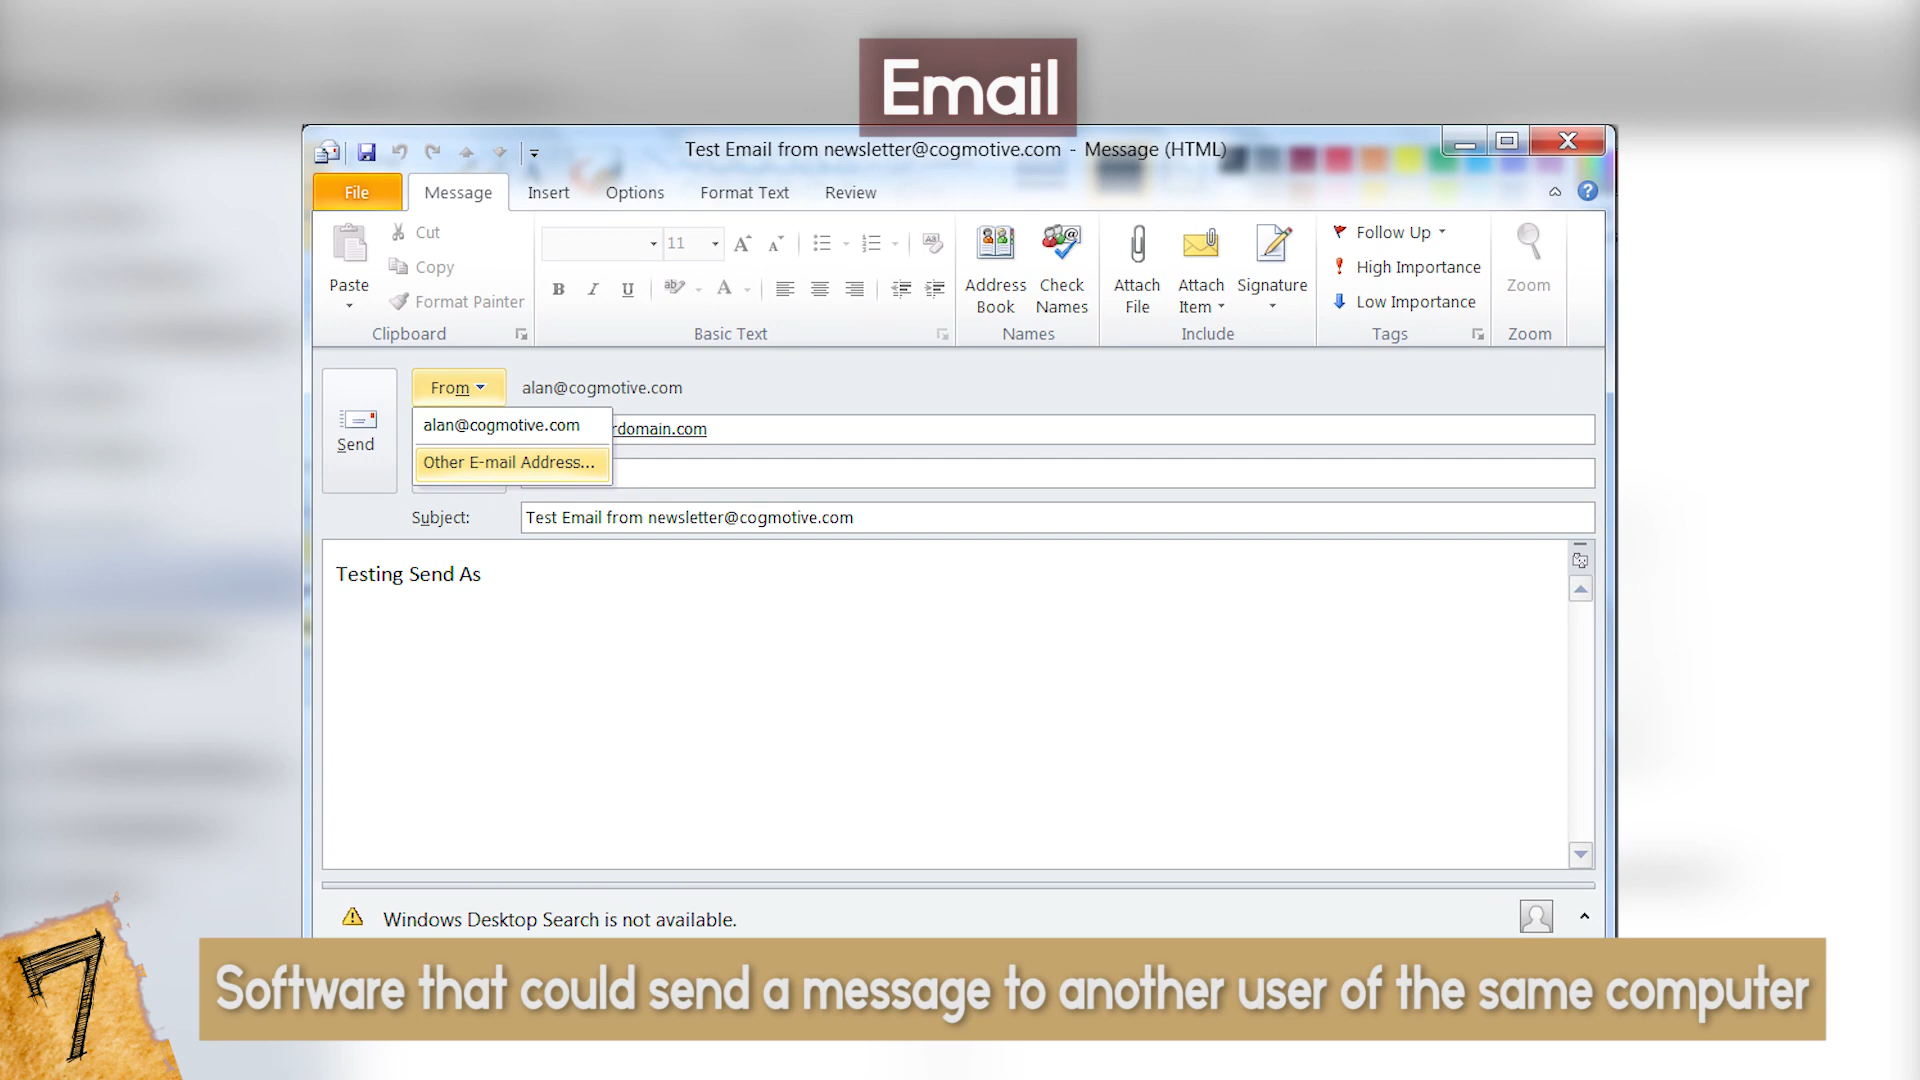 Email
Test Email from newsletter@cogmotive.com - Message (HTML)
File Message Insert Options Format Text Review
Paste
Cut
Copy
Format Painter
Clipboard
11
B I U
Basic Text
Address Book
Check Names
Names
Attach File
Attach Item
Signature
Include
Follow Up
High Importance
Low Importance
Tags
Zoom
Zoom
Send
From
alan@cogmotive.com
alan@cogmotive.com
rdomain.com
Other E-mail Address...
Subject:
Test Email from newsletter@cogmotive.com
Testing Send As
Windows Desktop Search is not available.
7
Software that could send a message to another user of the same computer